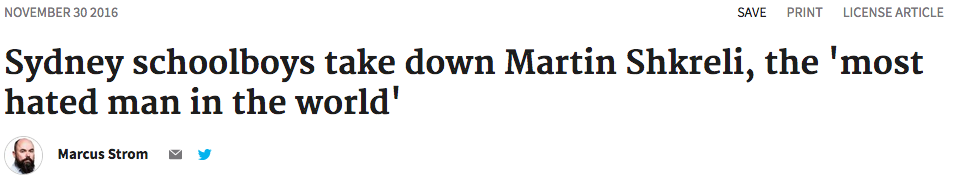 NOVEMBER 30 2016 SAVE PRINT LICENSE ARTICLE
Sydney schoolboys take down Martin Shkreli, the 'most
hated man in the world'
Marcus Strom